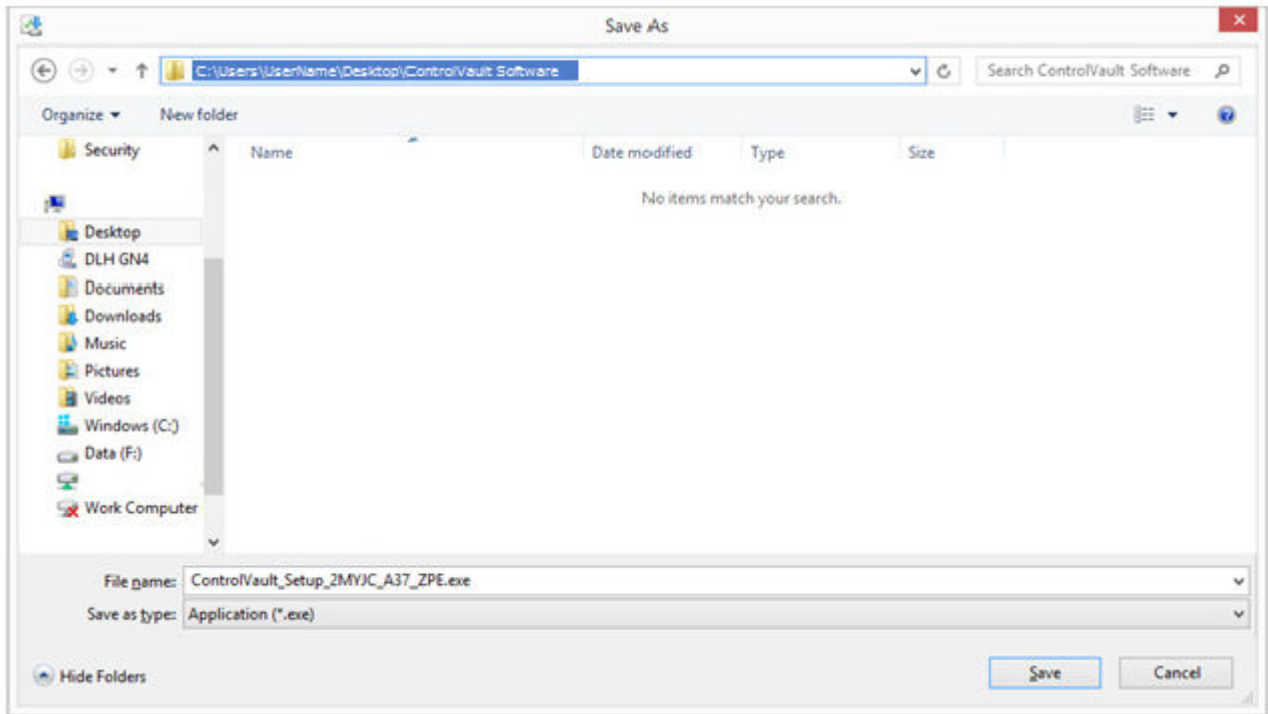 Save As
C:\Users\UserName\Desktop\ControlVault Software
Search ControlVault Software
Organize
New folder
Security
Name
Date modified
Type
Size
No items match your search.
Desktop
DLH GN4
Documents
Downloads
Music
Pictures
Videos
Windows (C:)
Data (F:)
Work Computer
File name: ControlVault_Setup_2MYJC_A37_ZPE.exe
Save as type: Application (*.exe)
Hide Folders
Save
Cancel